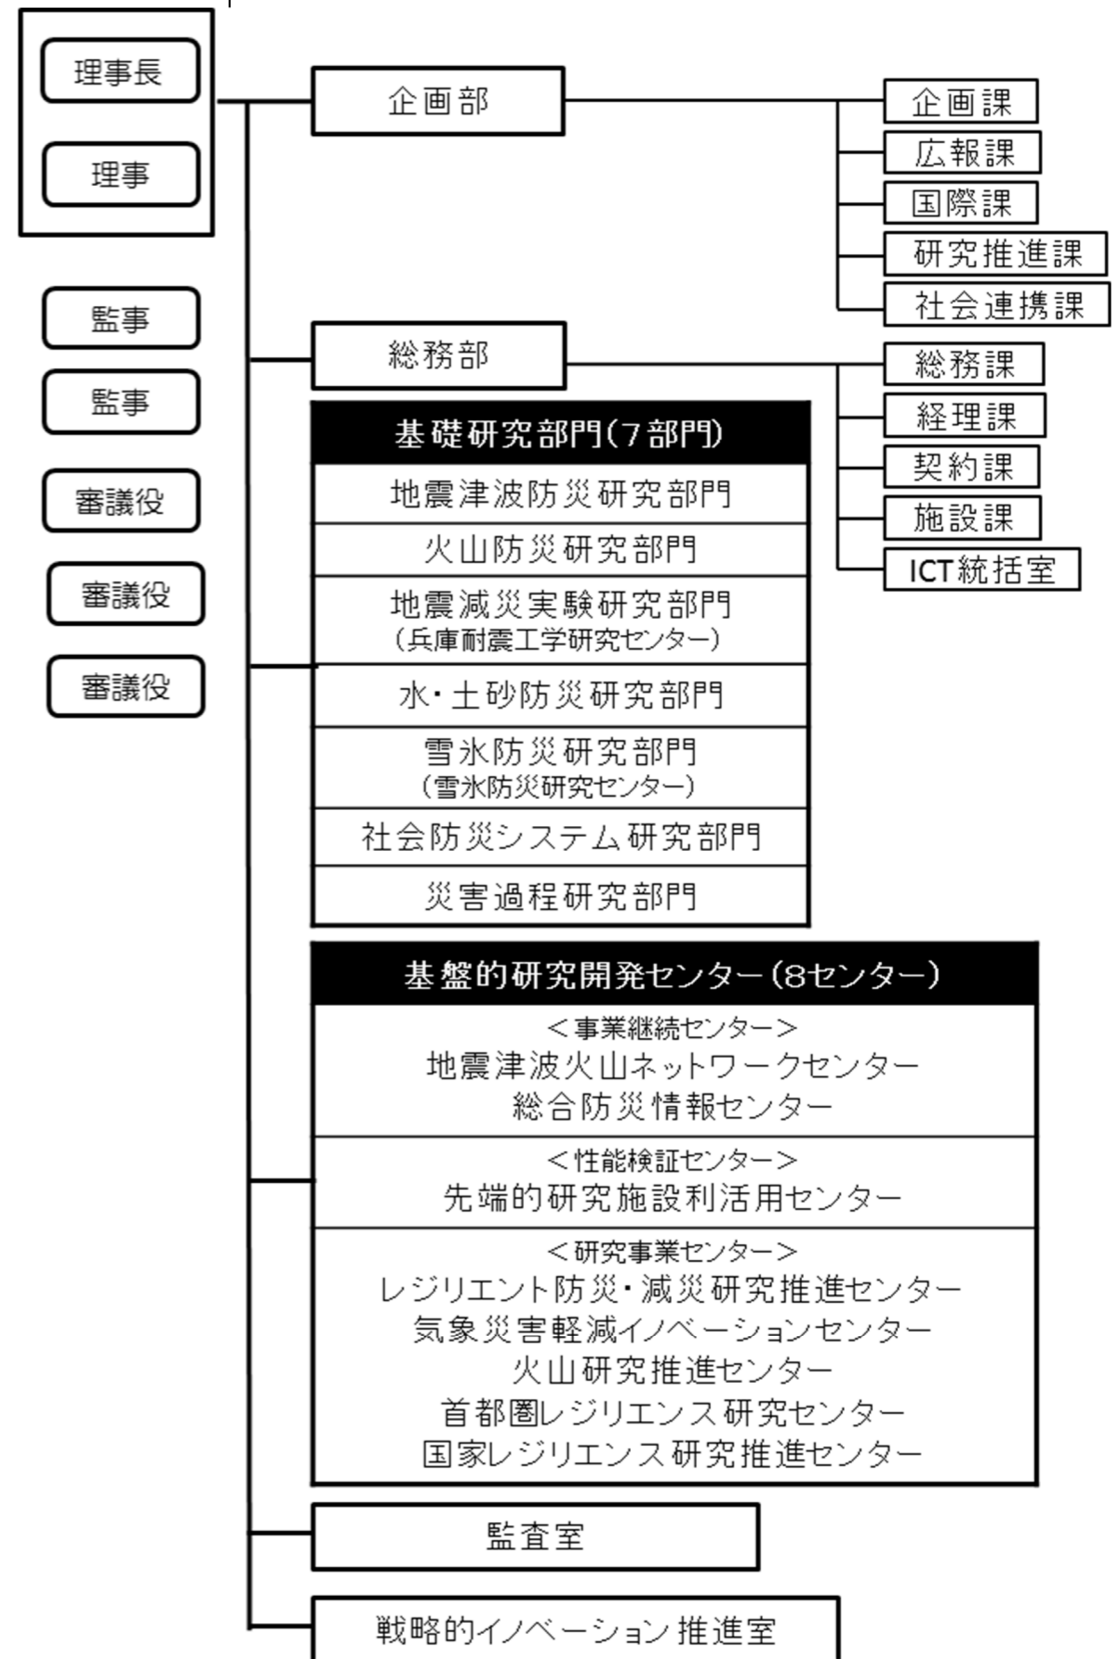 理事長
理事
監事
監事
審議役
審議役
審議役
企画部
企画課
広報課
国際課
研究推進課
社会連携課
総務部
総務課
経理課
契約課
施設課
ICT統括室
基礎研究部門(7部門)
地震津波防災研究部門
火山防災研究部門
地震減災実験研究部門
(兵庫耐震工学研究センター)
水・土砂防災研究部門
雪氷防災研究部門
(雪氷防災研究センター)
社会防災システム研究部門
災害過程研究部門
基盤的研究開発センター(8センター)
<事業継続センター>
地震津波火山ネットワークセンター
総合防災情報センター
<性能検証センター>
先端的研究施設利活用センター
<研究事業センター>
レジリエント防災・減災研究推進センター
気象災害軽減イノベーションセンター
火山研究推進センター
首都圏レジリエンス研究センター
国家レジリエンス研究推進センター
監査室
戦略的イノベーション推進室